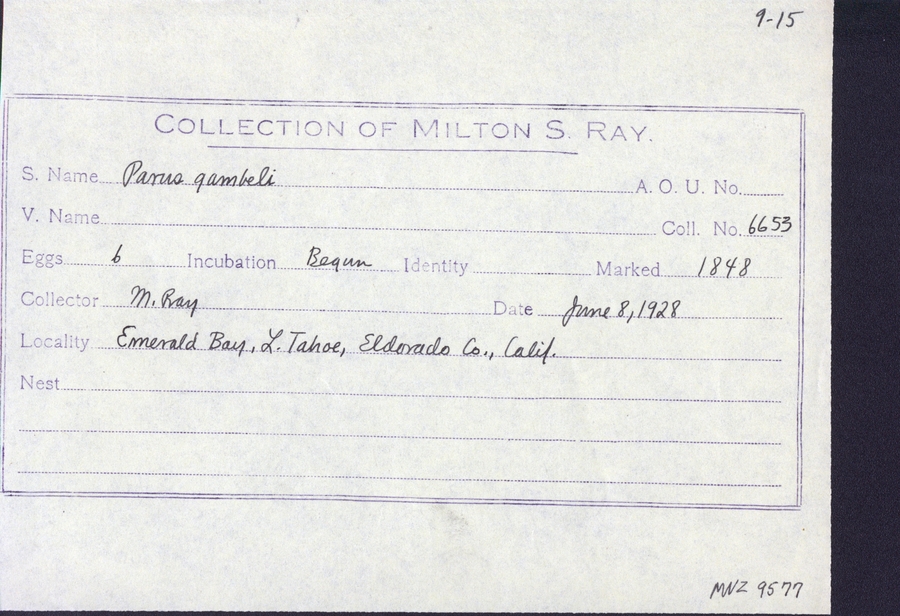 9-15
COLLECTION OF MILTON S. RAY.
S. Name Parus gambeli A. O. U. No.
V. Name Coll. No. 6653
Eggs 6 Incubation Begun Identity Marked 1848
Collector M. Ray Date June 8, 1928
Locality Emerald Bay, L. Tahoe, Eldorado Co., Calif.
Nest
MVZ 9577